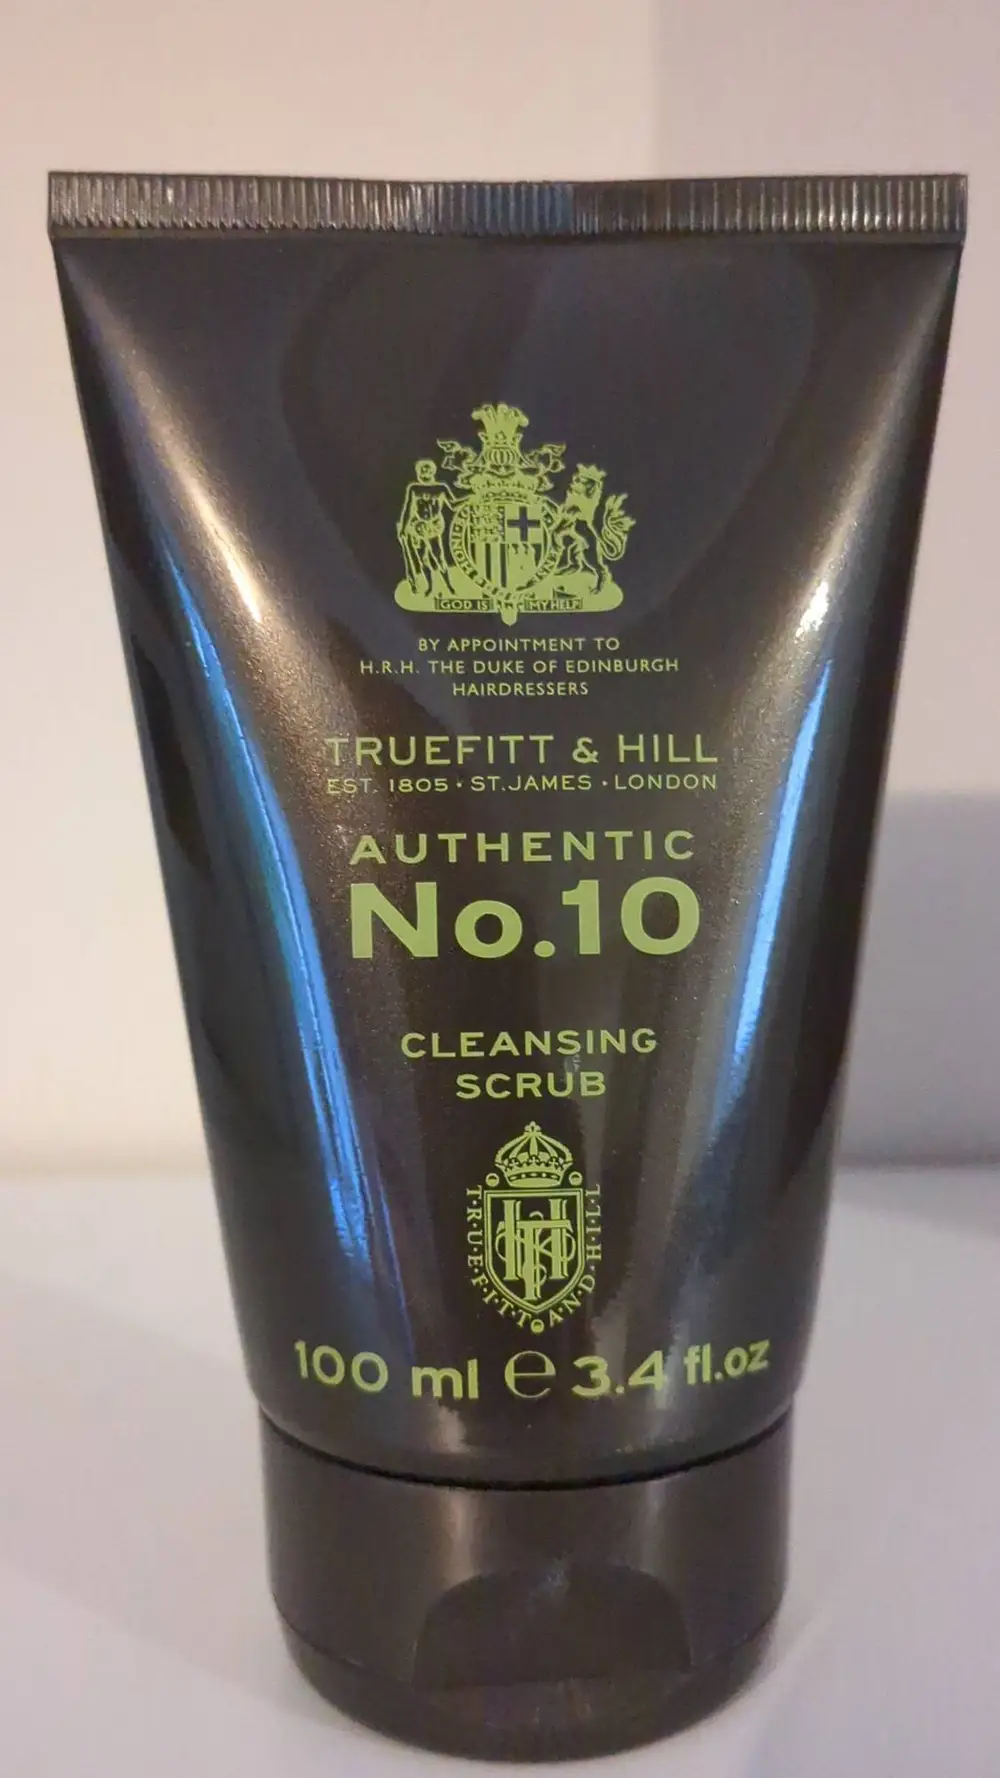 GOD IS MY HELP
BY APPOINTMENT TO
H.R.H. THE DUKE OF EDINBURGH
HAIRDRESSERS
TRUEFITT & HILL
EST. 1805 · ST.JAMES · LONDON
AUTHENTIC
No.10
CLEANSING
SCRUB
T·R·U·E·F·I·T·T·A·N·D·H·I·L·L
100 ml ℮ 3.4 fl.oz